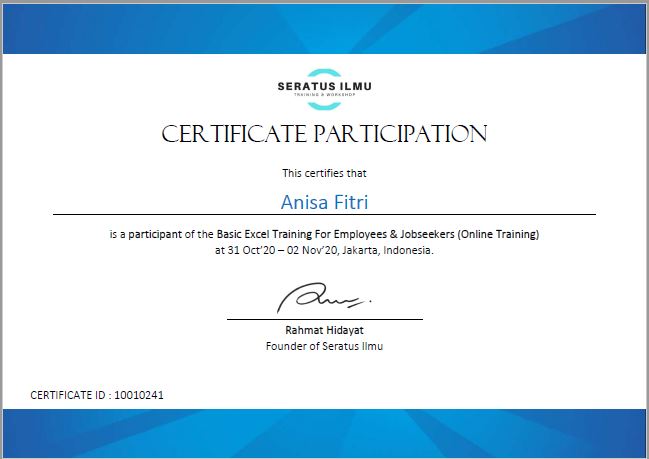 SERATUS ILMU
TRAINING & WORKSHOP
CERTIFICATE PARTICIPATION
This certifies that
Anisa Fitri
is a participant of the Basic Excel Training For Employees & Jobseekers (Online Training)
at 31 Oct'20 – 02 Nov'20, Jakarta, Indonesia.
Rahmat Hidayat
Founder of Seratus Ilmu
CERTIFICATE ID : 10010241